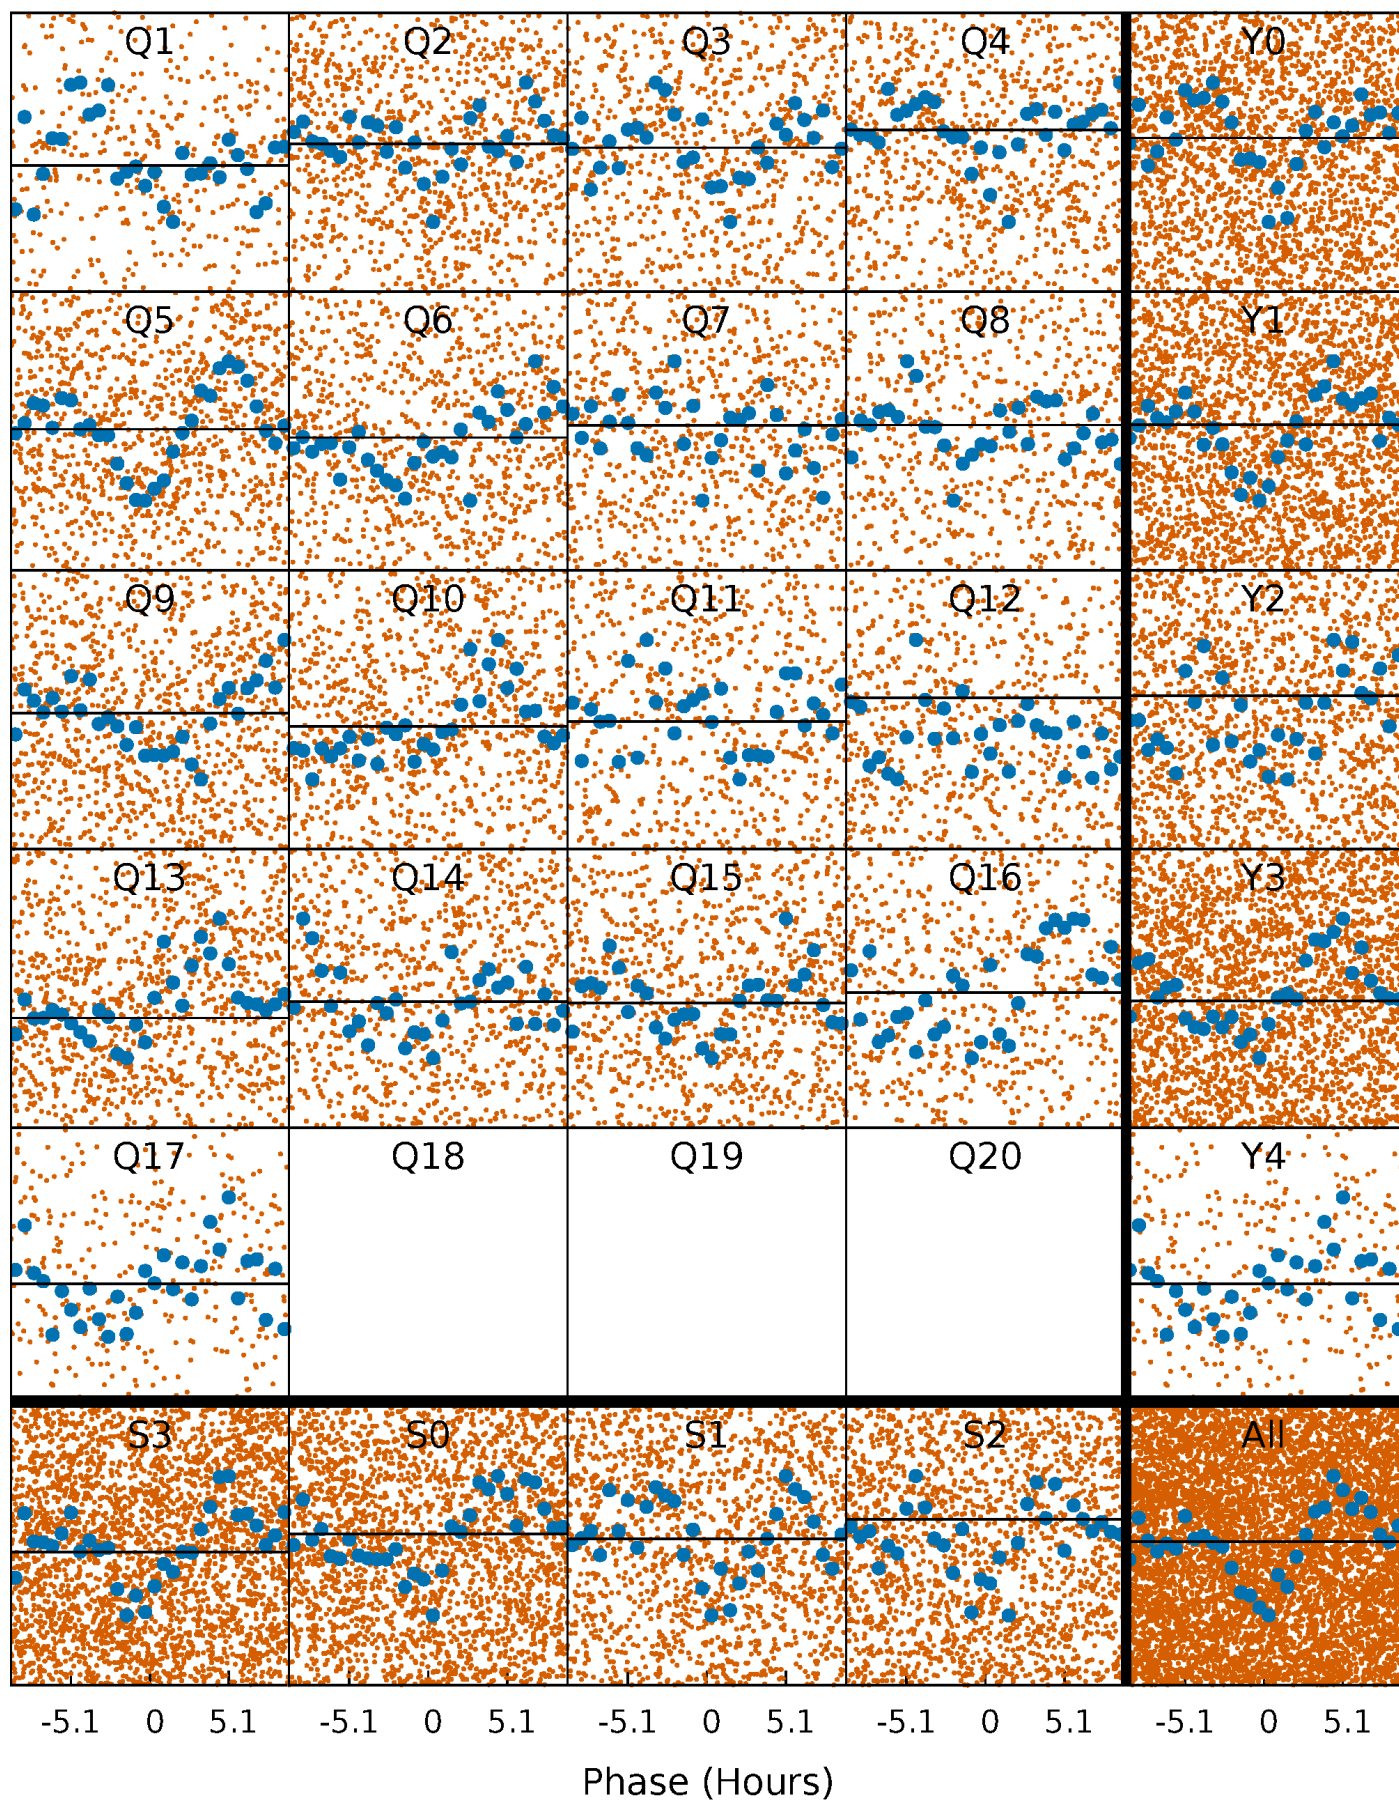 Q1 Q2 Q3 Q4 Y0
Q5 Q6 Q7 Q8 Y1
Q9 Q10 Q11 Q12 Y2
Q13 Q14 Q15 Q16 Y3
Q17 Q18 Q19 Q20 Y4
S3 S0 S1 S2 All
-5.1 0 5.1 -5.1 0 5.1 -5.1 0 5.1 -5.1 0 5.1 -5.1 0 5.1
Phase (Hours)